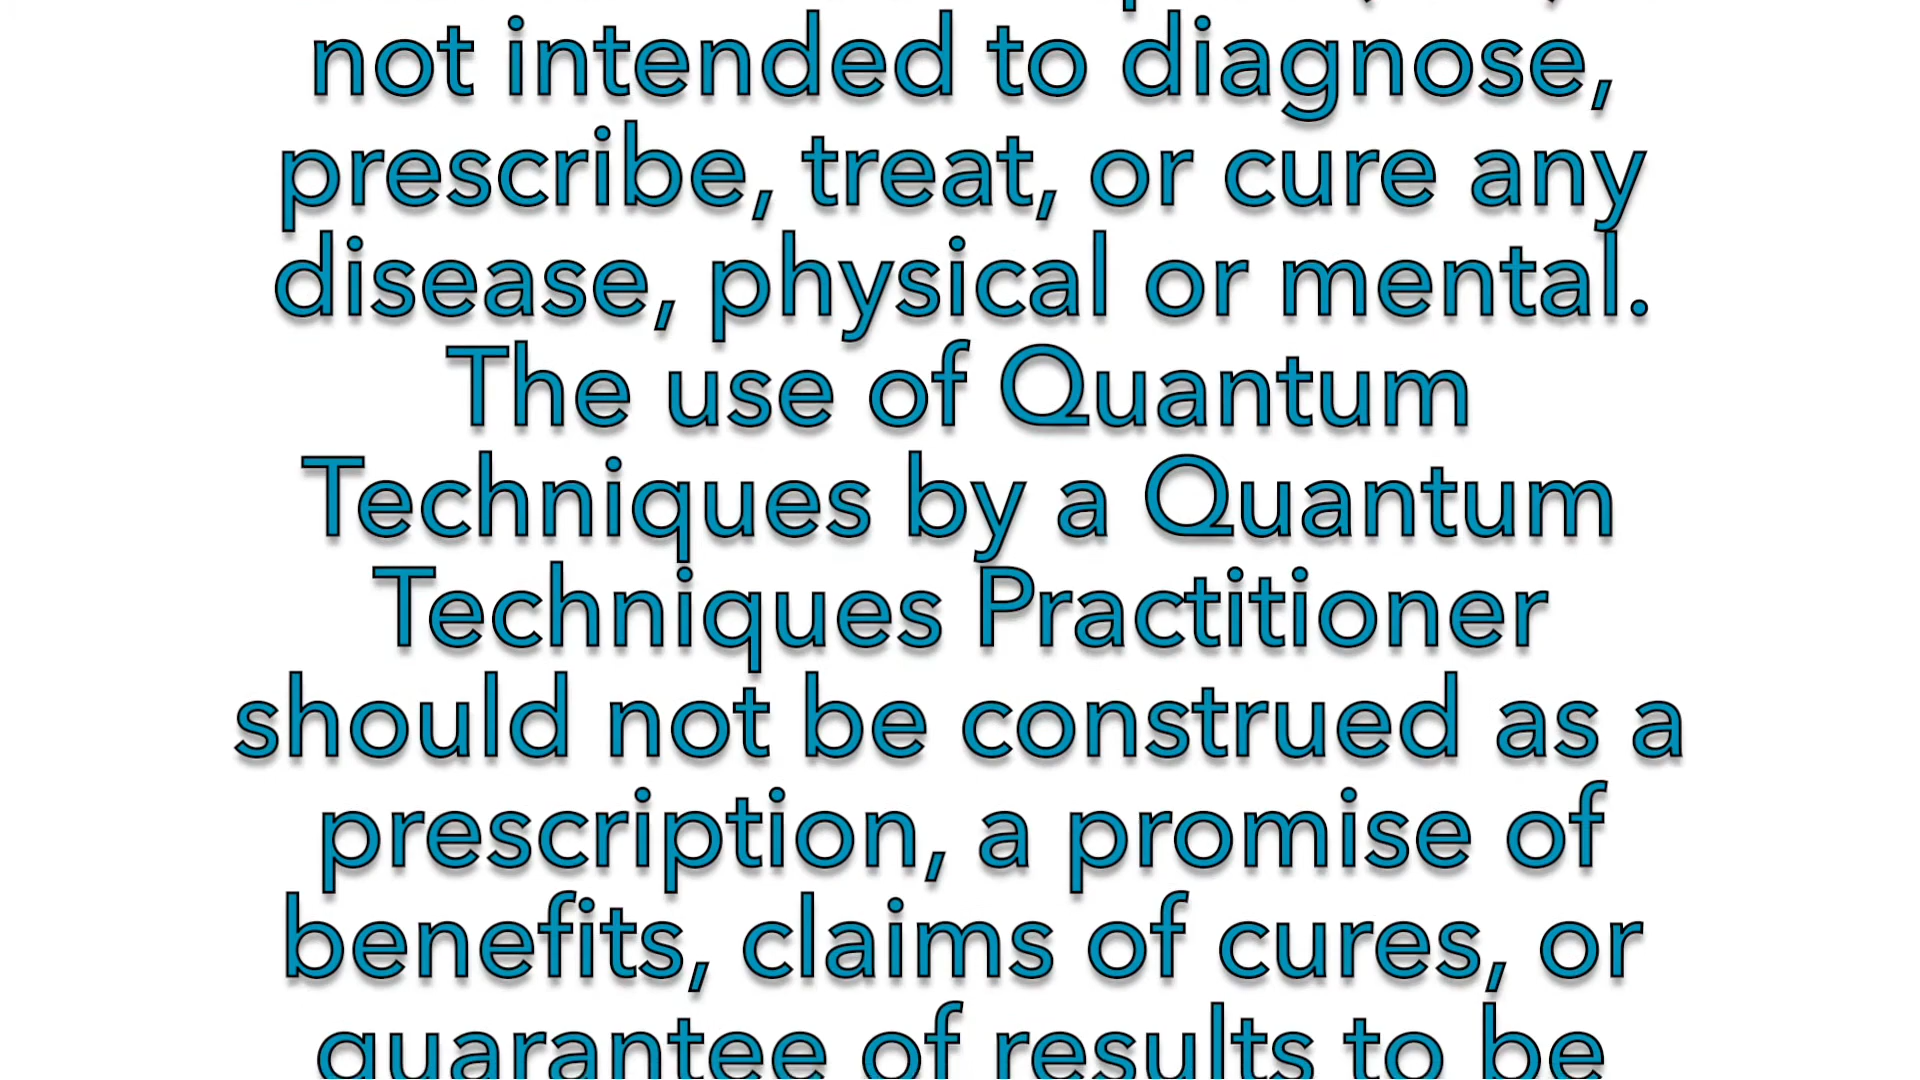 not intended to diagnose,
prescribe, treat, or cure any
disease, physical or mental.
The use of Quantum
Techniques by a Quantum
Techniques Practitioner
should not be construed as a
prescription, a promise of
benefits, claims of cures, or
guarantee of results to be